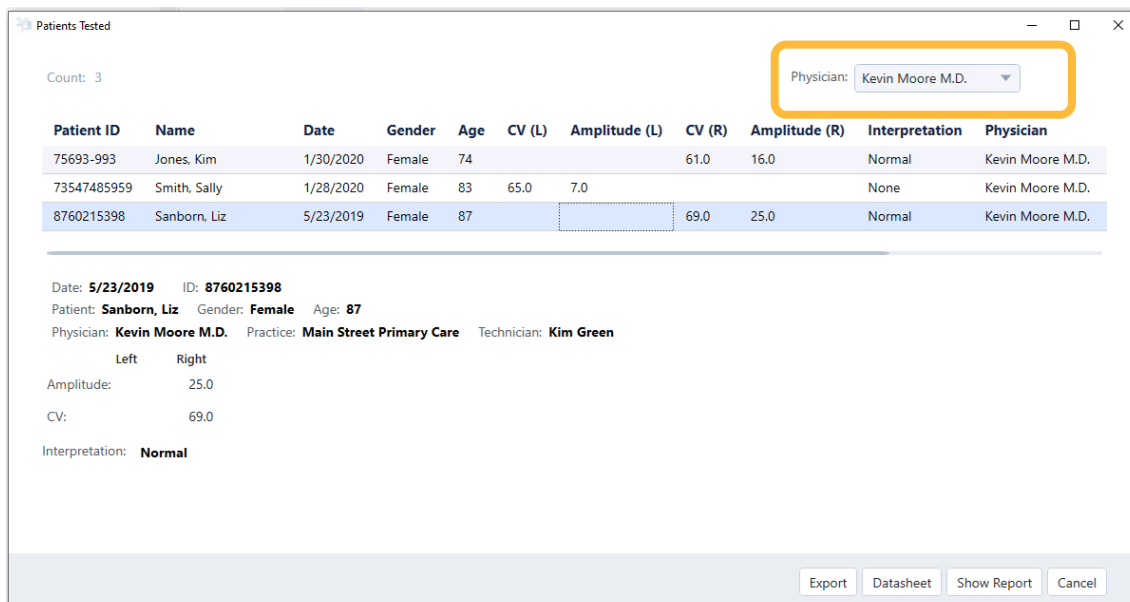 Patients Tested
Count: 3
Physician: Kevin Moore M.D.
Patient ID Name Date Gender Age CV (L) Amplitude (L) CV (R) Amplitude (R) Interpretation Physician
75693-993 Jones, Kim 1/30/2020 Female 74 61.0 16.0 Normal Kevin Moore M.D.
73547485959 Smith, Sally 1/28/2020 Female 83 65.0 7.0 None Kevin Moore M.D.
8760215398 Sanborn, Liz 5/23/2019 Female 87 69.0 25.0 Normal Kevin Moore M.D.
Date: 5/23/2019 ID: 8760215398
Patient: Sanborn, Liz Gender: Female Age: 87
Physician: Kevin Moore M.D. Practice: Main Street Primary Care Technician: Kim Green
Left Right
Amplitude: 25.0
CV: 69.0
Interpretation: Normal
Export Datasheet Show Report Cancel